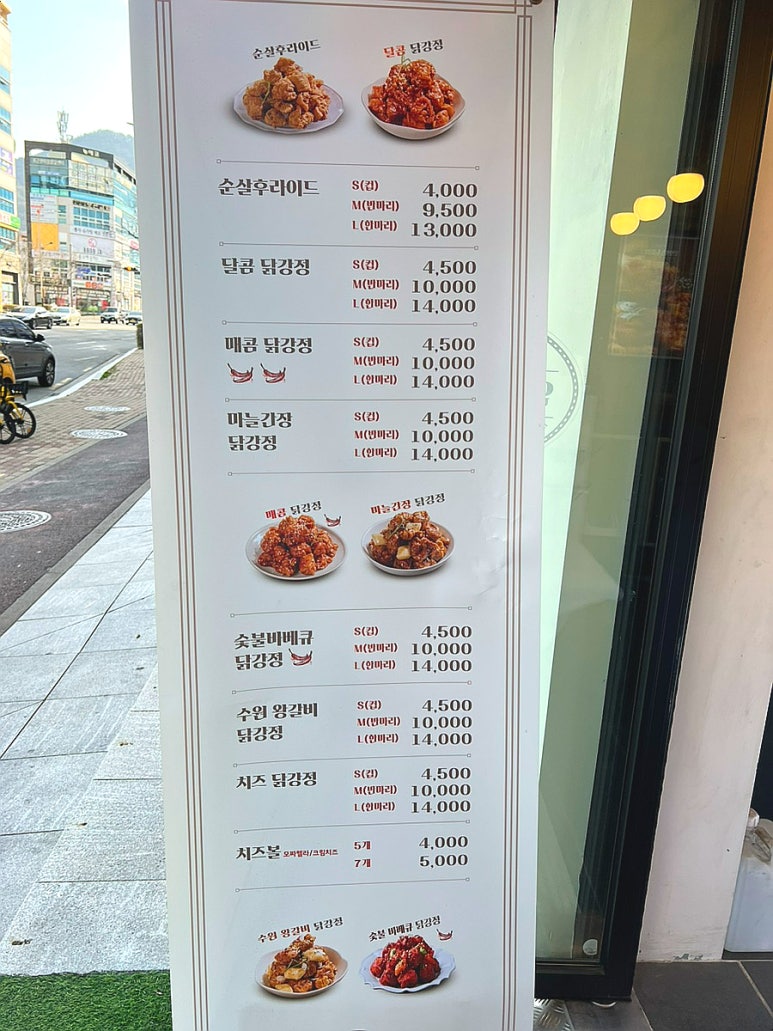 순살후라이드
달콤 닭강정
순살후라이드
S(컵) 4,000
M(반마리) 9,500
L(한마리) 13,000
달콤 닭강정
S(컵) 4,500
M(반마리) 10,000
L(한마리) 14,000
매콤 닭강정
S(컵) 4,500
M(반마리) 10,000
L(한마리) 14,000
마늘간장
닭강정
S(컵) 4,500
M(반마리) 10,000
L(한마리) 14,000
매콤 닭강정
마늘간장 닭강정
숯불바베큐
닭강정
S(컵) 4,500
M(반마리) 10,000
L(한마리) 14,000
수원 왕갈비
닭강정
S(컵) 4,500
M(반마리) 10,000
L(한마리) 14,000
치즈 닭강정
S(컵) 4,500
M(반마리) 10,000
L(한마리) 14,000
치즈볼 모짜렐라/크림치즈
5개 4,000
7개 5,000
수원 왕갈비 닭강정
숯불 바베큐 닭강정